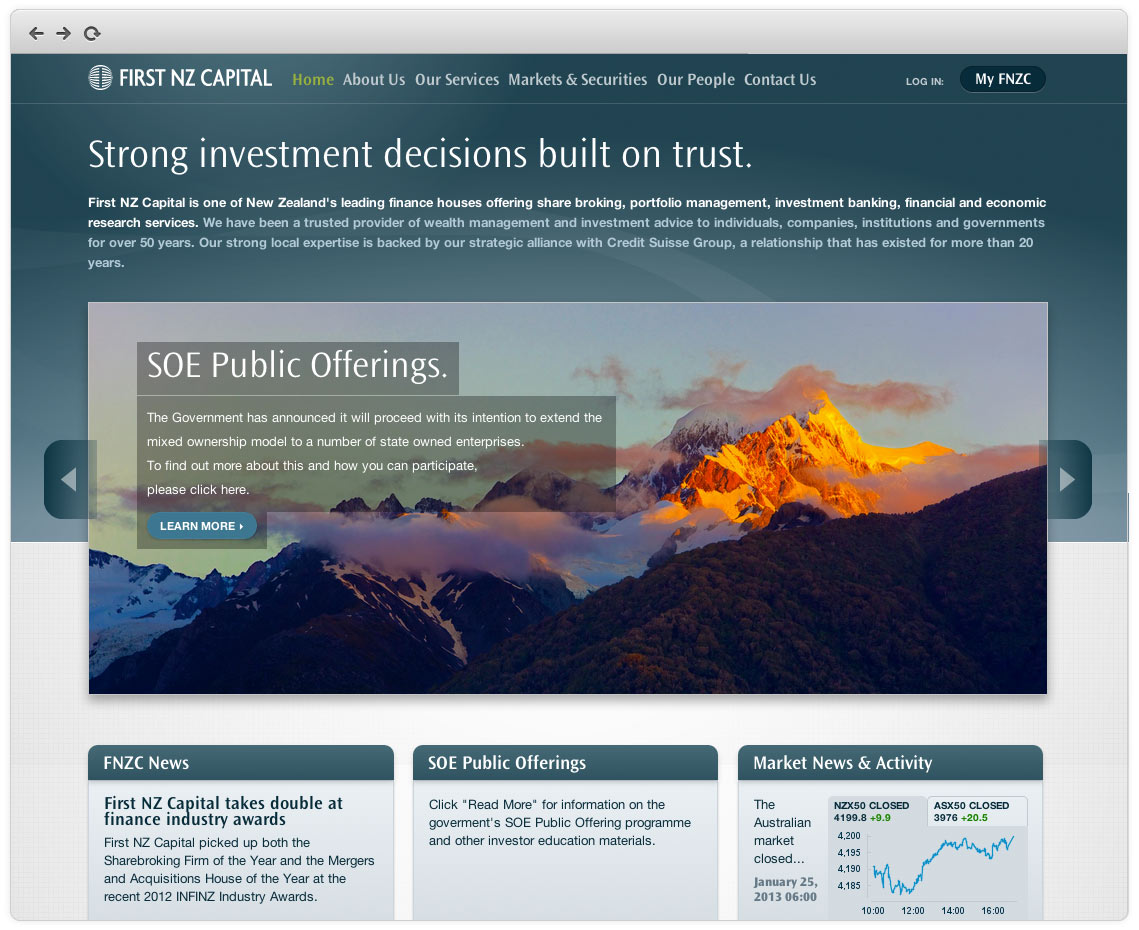 FIRST NZ CAPITAL
Home About Us Our Services Markets & Securities Our People Contact Us
LOG IN: My FNZC
Strong investment decisions built on trust.
First NZ Capital is one of New Zealand's leading finance houses offering share broking, portfolio management, investment banking, financial and economic
research services. We have been a trusted provider of wealth management and investment advice to individuals, companies, institutions and governments
for over 50 years. Our strong local expertise is backed by our strategic alliance with Credit Suisse Group, a relationship that has existed for more than 20
years.
SOE Public Offerings.
The Government has announced it will proceed with its intention to extend the
mixed ownership model to a number of state owned enterprises.
To find out more about this and how you can participate,
please click here.
LEARN MORE
FNZC News
First NZ Capital takes double at
finance industry awards
First NZ Capital picked up both the
Sharebroking Firm of the Year and the Mergers
and Acquisitions House of the Year at the
recent 2012 INFINZ Industry Awards.
SOE Public Offerings
Click "Read More" for information on the
goverment's SOE Public Offering programme
and other investor education materials.
Market News & Activity
The
Australian
market
closed...
January 25,
2013 06:00
NZX50 CLOSED
4199.8 +9.9
ASX50 CLOSED
3976 +20.5
4,200
4,195
4,190
4,185
10:00 12:00 14:00 16:00